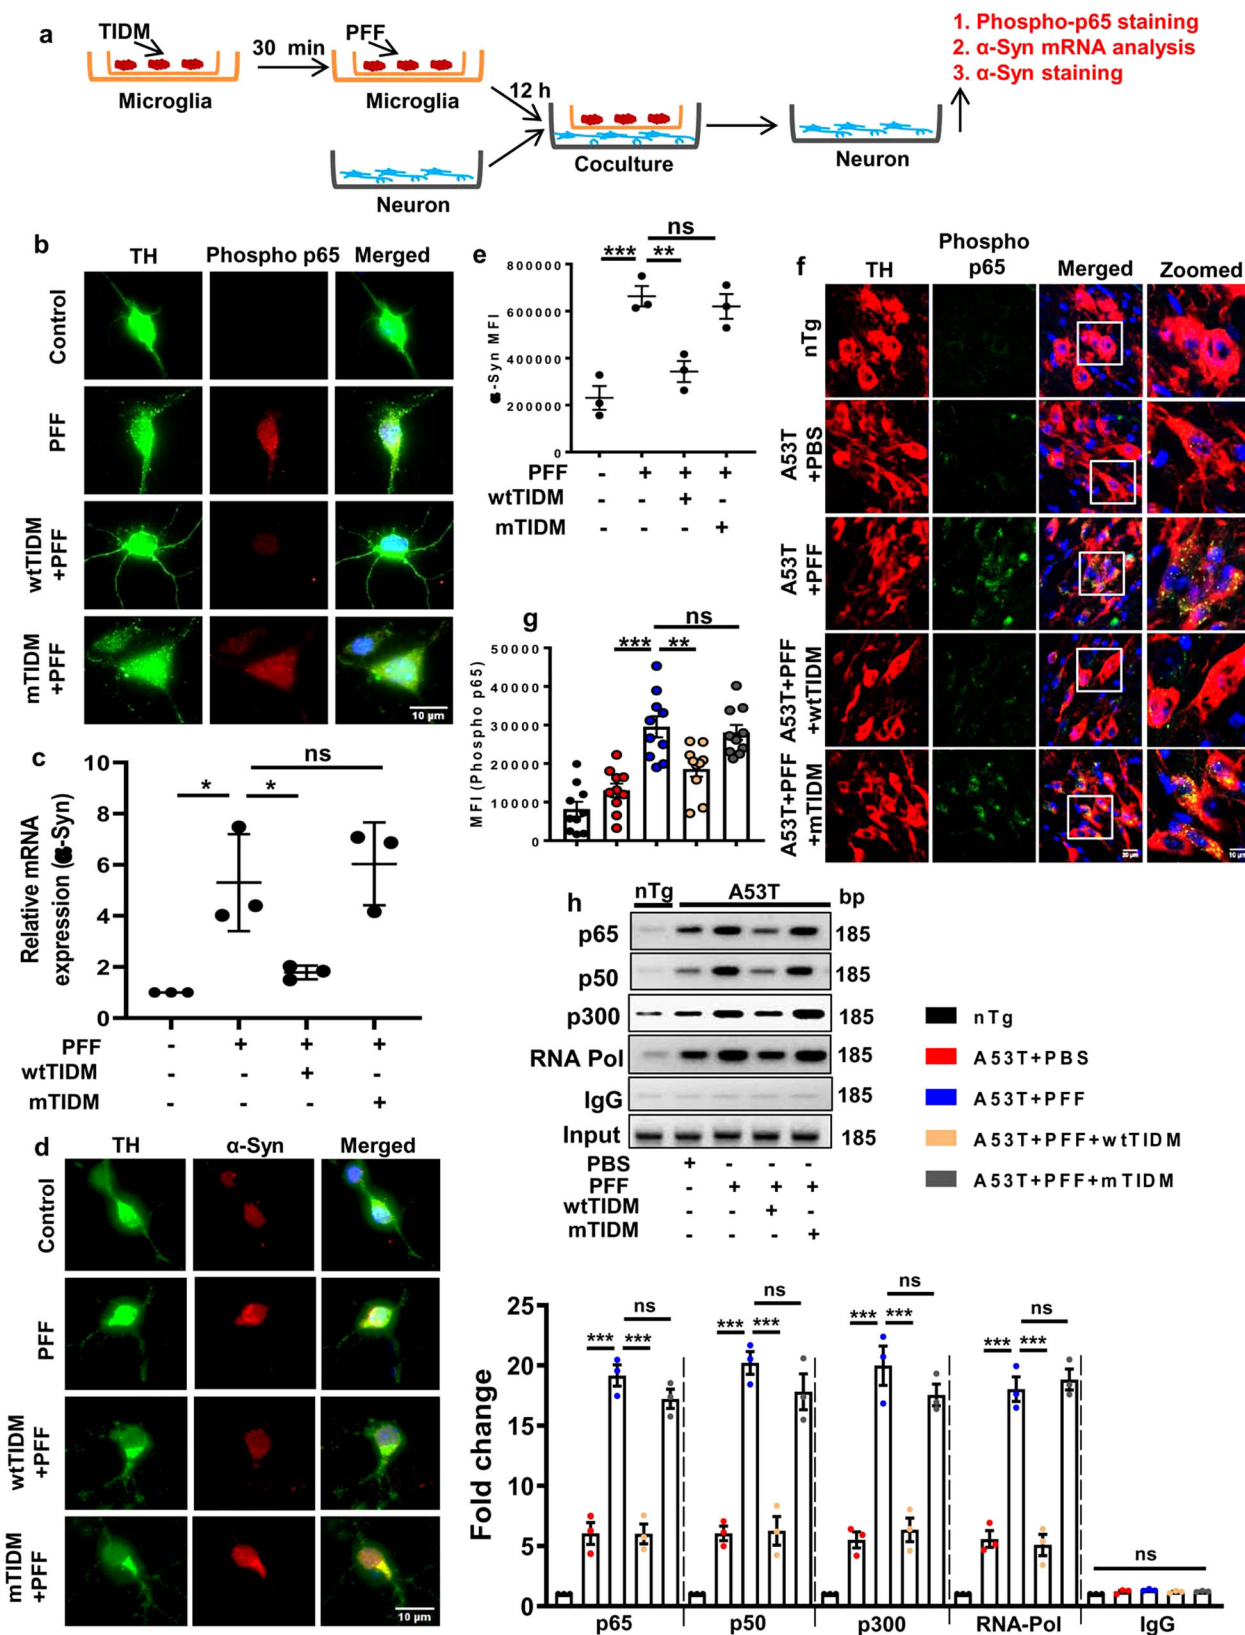 a
TIDM
30 min
PFF
12 h
Microglia
Microglia
Neuron
Coculture
Neuron
1. Phospho-p65 staining
2. α-Syn mRNA analysis
3. α-Syn staining
b
TH Phospho p65 Merged
Control
PFF
wtTIDM
+PFF
mTIDM
+PFF
10 µm
c
Relative mRNA
expression (α-Syn)
10
8
6
4
2
0
* * ns
PFF - + + +
wtTIDM - - + -
mTIDM - - - +
d
TH α-Syn Merged
Control
PFF
wtTIDM
+PFF
mTIDM
+PFF
10 µm
e
α-Syn MFI
800000
600000
400000
200000
0
*** ** ns
PFF - + + +
wtTIDM - - + -
mTIDM - - - +
f
TH Phospho
p65 Merged Zoomed
nTg
A53T
+PBS
A53T
+PFF
A53T+PFF
+wtTIDM
A53T+PFF
+mTIDM
20 µm
10 µm
g
MFI (Phospho p65)
50000
40000
30000
20000
10000
0
*** ** ns
h
nTg A53T bp
p65 185
p50 185
p300 185
RNA Pol 185
IgG 185
Input 185
PBS + - - -
PFF - + + +
wtTIDM - - + -
mTIDM - - - +
nTg
A53T+PBS
A53T+PFF
A53T+PFF+wtTIDM
A53T+PFF+mTIDM
Fold change
25
20
15
10
5
0
*** *** ns
*** *** ns
*** *** ns
*** *** ns
ns
p65 p50 p300 RNA-Pol IgG